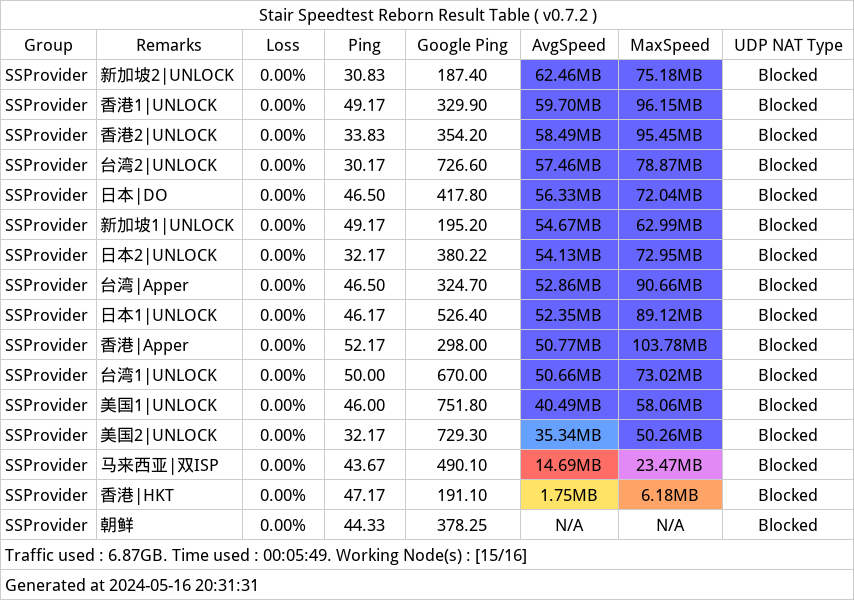 Stair Speedtest Reborn Result Table ( v0.7.2 )
Group Remarks Loss Ping Google Ping AvgSpeed MaxSpeed UDP NAT Type
SSProvider 新加坡2|UNLOCK 0.00% 30.83 187.40 62.46MB 75.18MB Blocked
SSProvider 香港1|UNLOCK 0.00% 49.17 329.90 59.70MB 96.15MB Blocked
SSProvider 香港2|UNLOCK 0.00% 33.83 354.20 58.49MB 95.45MB Blocked
SSProvider 台湾2|UNLOCK 0.00% 30.17 726.60 57.46MB 78.87MB Blocked
SSProvider 日本|DO 0.00% 46.50 417.80 56.33MB 72.04MB Blocked
SSProvider 新加坡1|UNLOCK 0.00% 49.17 195.20 54.67MB 62.99MB Blocked
SSProvider 日本2|UNLOCK 0.00% 32.17 380.22 54.13MB 72.95MB Blocked
SSProvider 台湾|Apper 0.00% 46.50 324.70 52.86MB 90.66MB Blocked
SSProvider 日本1|UNLOCK 0.00% 46.17 526.40 52.35MB 89.12MB Blocked
SSProvider 香港|Apper 0.00% 52.17 298.00 50.77MB 103.78MB Blocked
SSProvider 台湾1|UNLOCK 0.00% 50.00 670.00 50.66MB 73.02MB Blocked
SSProvider 美国1|UNLOCK 0.00% 46.00 751.80 40.49MB 58.06MB Blocked
SSProvider 美国2|UNLOCK 0.00% 32.17 729.30 35.34MB 50.26MB Blocked
SSProvider 马来西亚|双ISP 0.00% 43.67 490.10 14.69MB 23.47MB Blocked
SSProvider 香港|HKT 0.00% 47.17 191.10 1.75MB 6.18MB Blocked
SSProvider 朝鲜 0.00% 44.33 378.25 N/A N/A Blocked
Traffic used : 6.87GB. Time used : 00:05:49. Working Node(s) : [15/16]
Generated at 2024-05-16 20:31:31